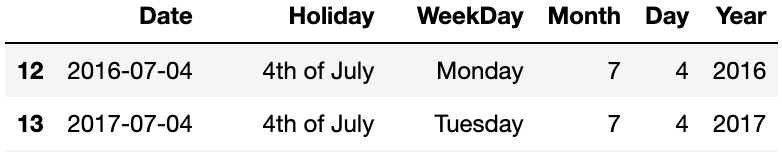 Date Holiday WeekDay Month Day Year
12 2016-07-04 4th of July Monday 7 4 2016
13 2017-07-04 4th of July Tuesday 7 4 2017